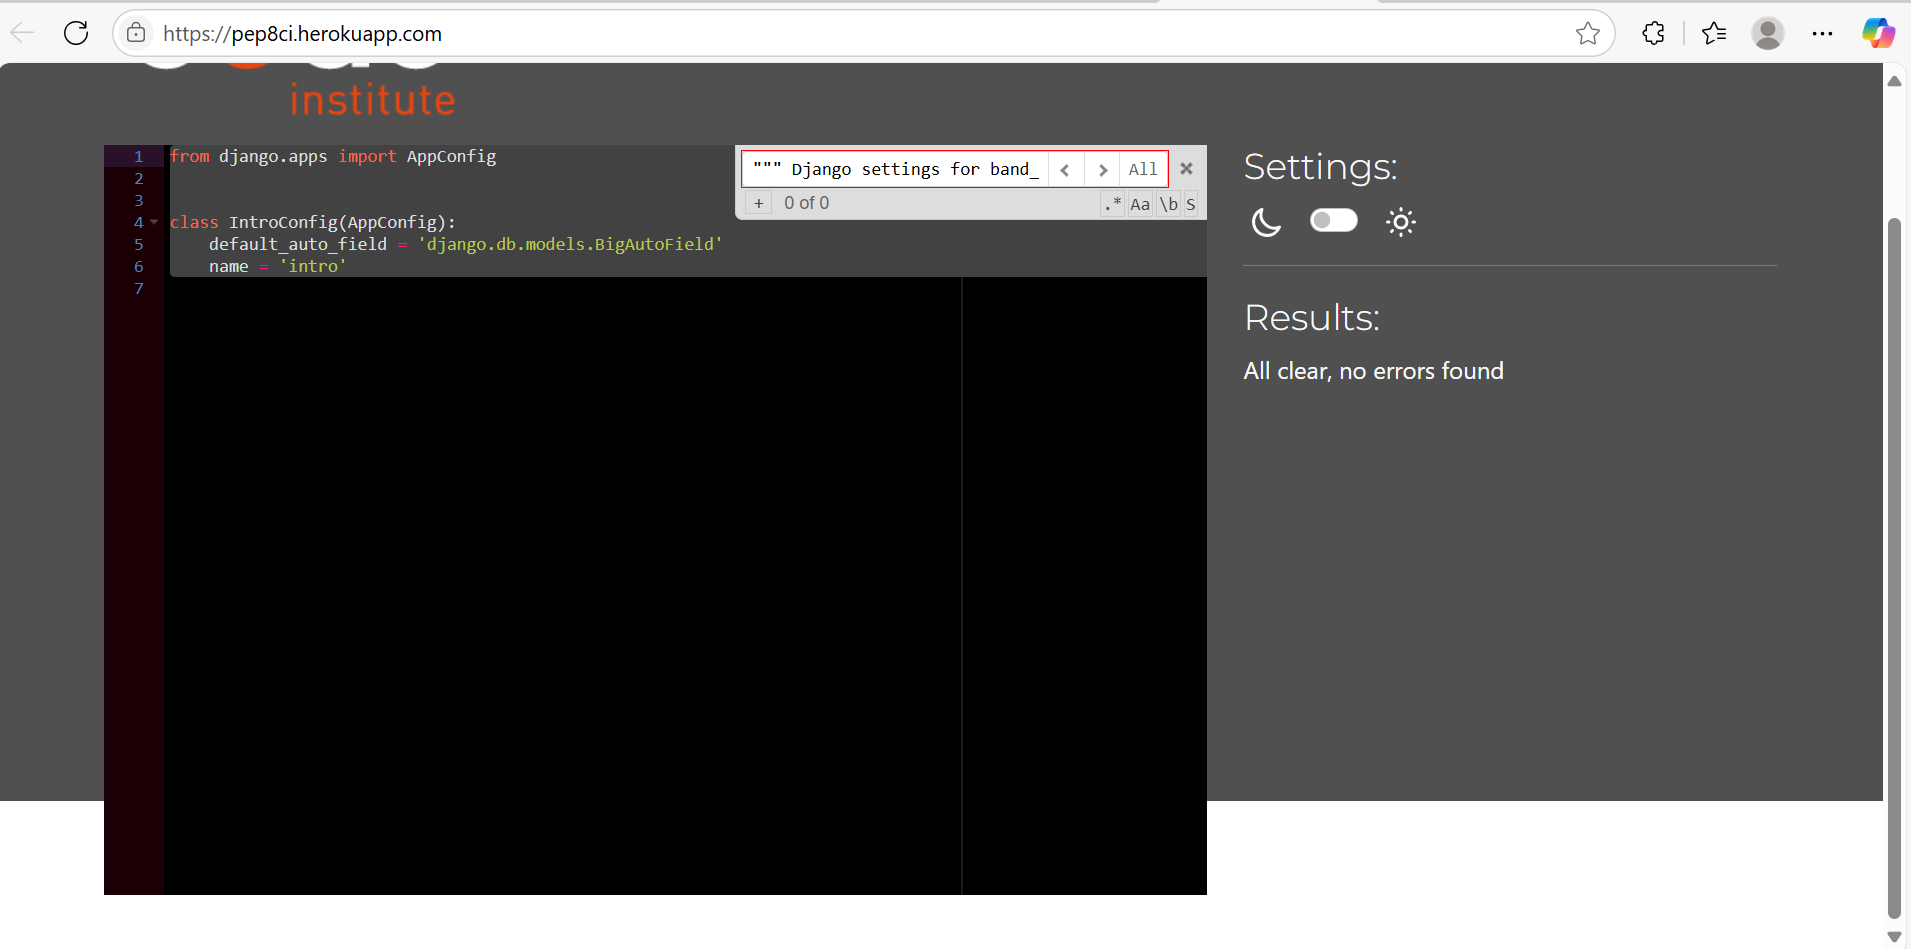 https://pep8ci.herokuapp.com
institute
1 from django.apps import AppConfig
2
3
4 class IntroConfig(AppConfig):
5     default_auto_field = 'django.db.models.BigAutoField'
6     name = 'intro'
7
""" Django settings for band_
All
+ 0 of 0 .* Aa \b S
Settings:
Results:
All clear, no errors found